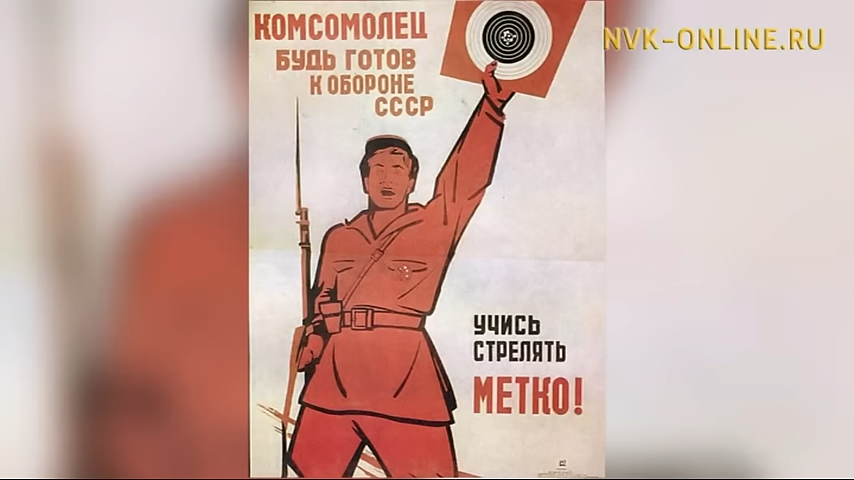 КОМСОМОЛЕЦ
БУДЬ ГОТОВ
К ОБОРОНЕ
СССР
NVK-ONLINE.RU
УЧИСЬ
СТРЕЛЯТЬ
МЕТКО!